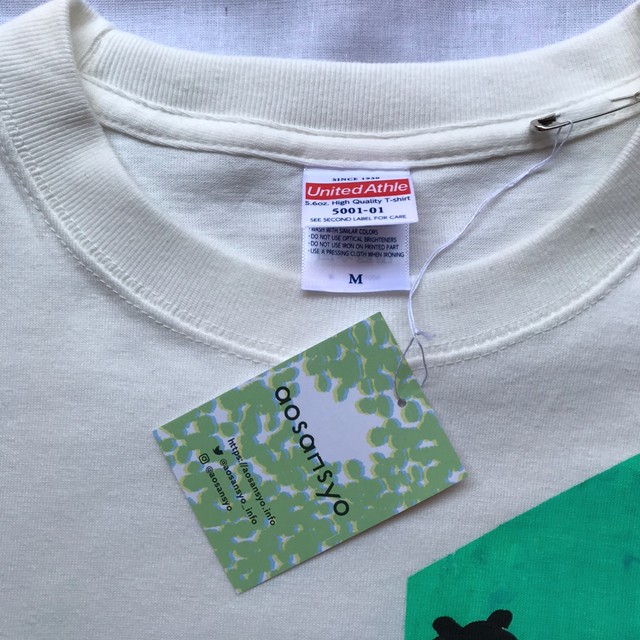 SINCE 1990
United Athle
5.6oz. High Quality T-shirt
5001-01
SEE SECOND LABEL FOR CARE
• WASH WITH SIMILAR COLORS
• DO NOT USE OPTICAL BRIGHTENERS
• DO NOT USE IRON ON PRINTED PART
• USE A PRESSING CLOTH WHEN IRONING
M
aosansyo
https://aosansyo.info
@aosansyo_info
@aosansyo